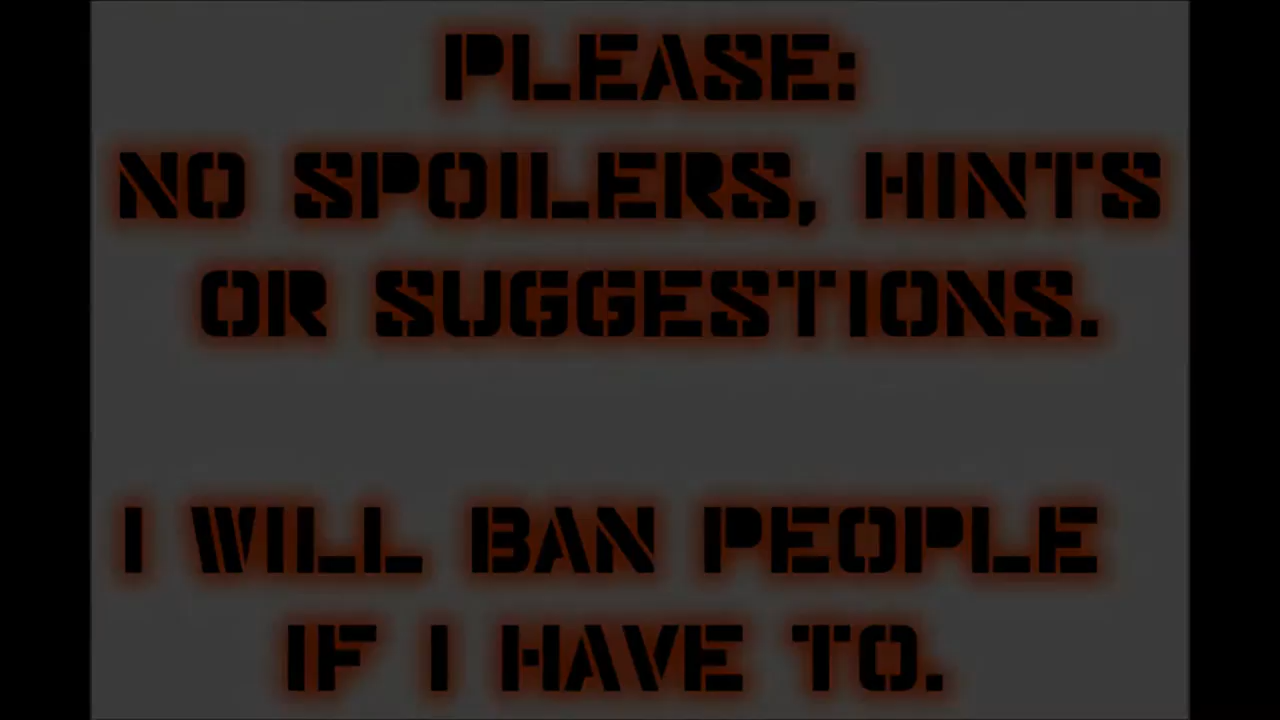 PLEASE:
NO SPOILERS, HINTS
OR SUGGESTIONS.
I WILL BAN PEOPLE
IF I HAVE TO.